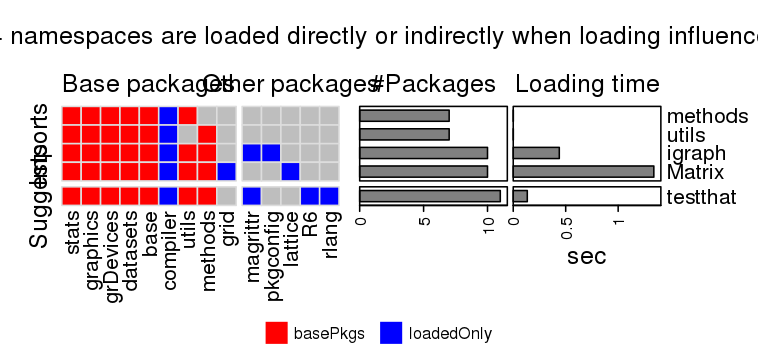 namespaces are loaded directly or indirectly when loading influence
Base packages Other packages #Packages Loading time
Imports
Suggests
methods
utils
igraph
Matrix
testthat
stats
graphics
grDevices
datasets
base
compiler
utils
methods
grid
magrittr
pkgconfig
lattice
R6
rlang
0 5 10
0 0.5 1
sec
basePkgs loadedOnly